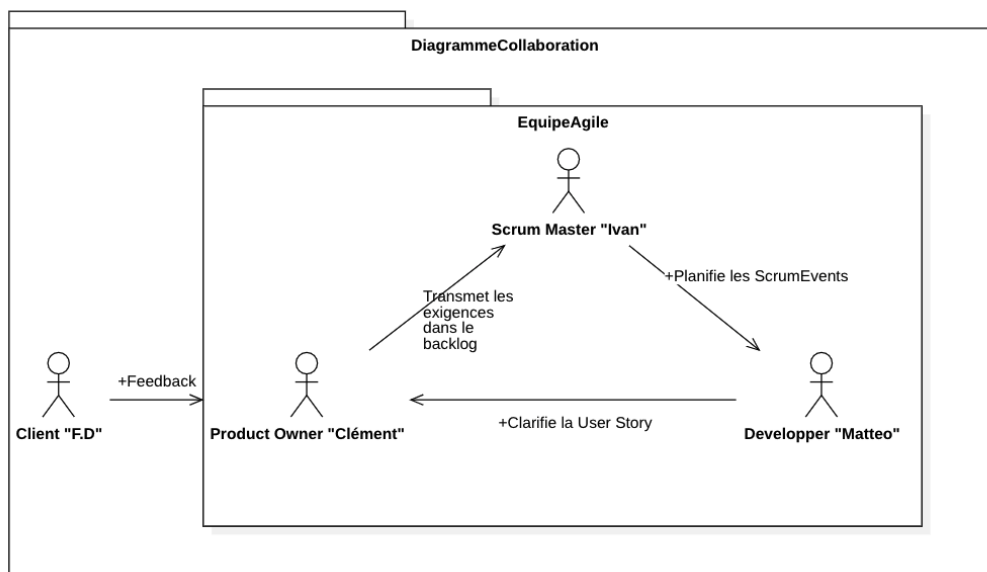 DiagrammeCollaboration
EquipeAgile
Scrum Master "Ivan"
+Planifie les ScrumEvents
Transmet les
exigences
dans le
backlog
+Feedback
+Clarifie la User Story
Client "F.D"
Product Owner "Clément"
Developper "Matteo"